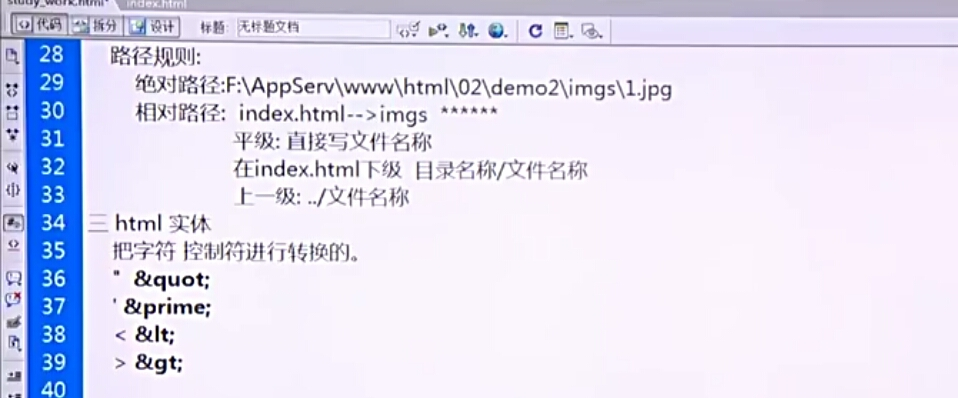 study_work.html* index.html
代码 拆分 设计 标题: 无标题文档
28 路径规则:
29 绝对路径:F:\AppServ\www\html\02\demo2\imgs\1.jpg
30 相对路径: index.html-->imgs ******
31 平级: 直接写文件名称
32 在index.html下级 目录名称/文件名称
33 上一级: ../文件名称
34 三 html 实体
35 把字符 控制符进行转换的。
36 " &quot;
37 ' &prime;
38 < &lt;
39 > &gt;
40